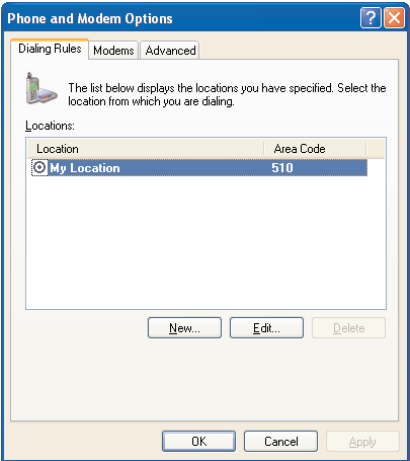 Phone and Modem Options
Dialing Rules Modems Advanced
The list below displays the locations you have specified. Select the
location from which you are dialing.
Locations:
Location Area Code
My Location 510
New... Edit... Delete
OK Cancel Apply